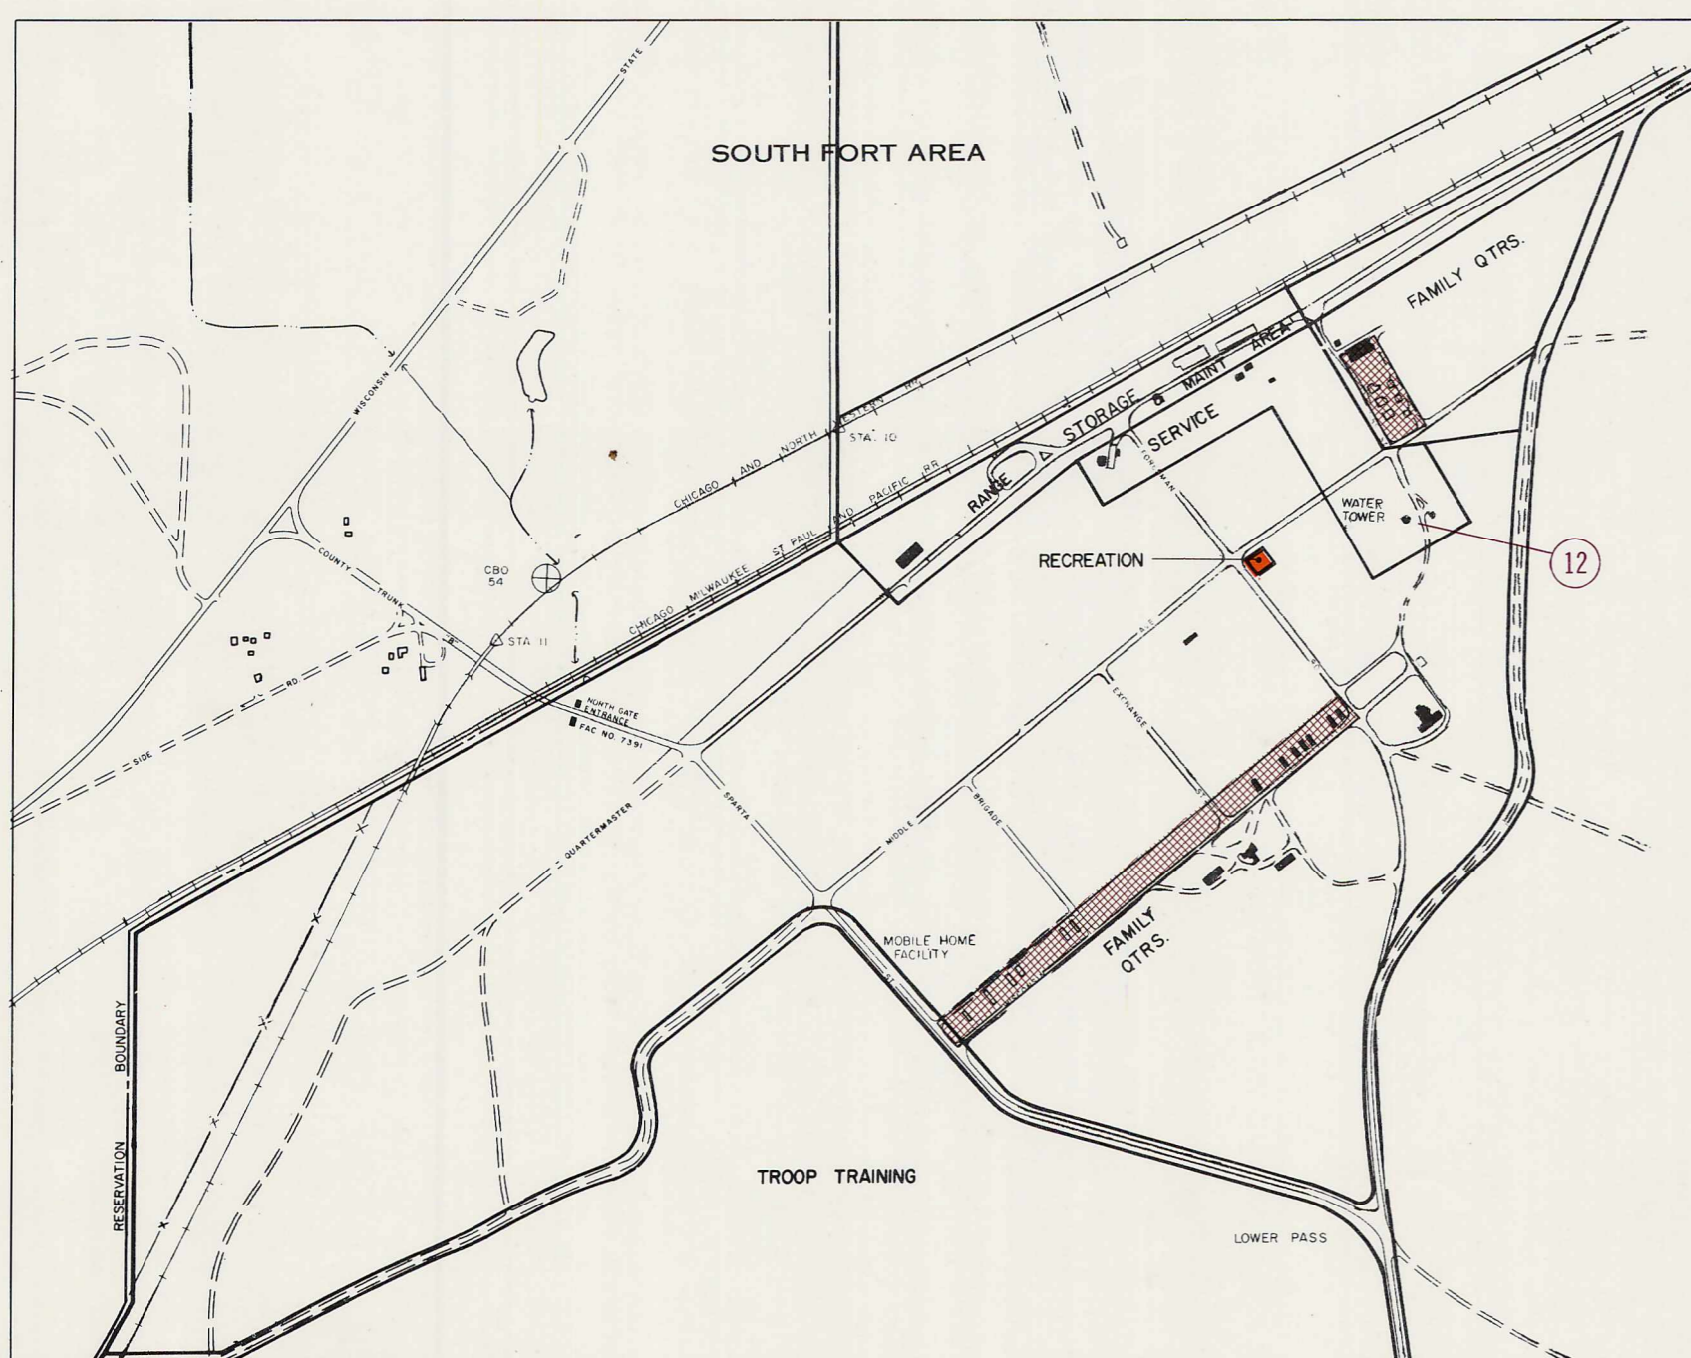 STATE
SOUTH FORT AREA
FAMILY QTRS.
WISCONSIN
CHICAGO AND NORTH WESTERN RR
STA. 10
RANGE STORAGE MAINT AREA
SERVICE
WATER
TOWER
12
RECREATION
CHICAGO MILWAUKEE ST PAUL AND PACIFIC RR
CBO
54
COUNTY TRUNK "B"
STA 11
NORTH GATE
ENTRANCE
FAC NO. 7391
SIDE RD.
AVE
EXCHANGE ST
SPARTA
QUARTERMASTER
MIDDLE
BRIGADE
MOBILE HOME
FACILITY
ST
FAMILY
QTRS.
RESERVATION BOUNDARY
TROOP TRAINING
LOWER PASS